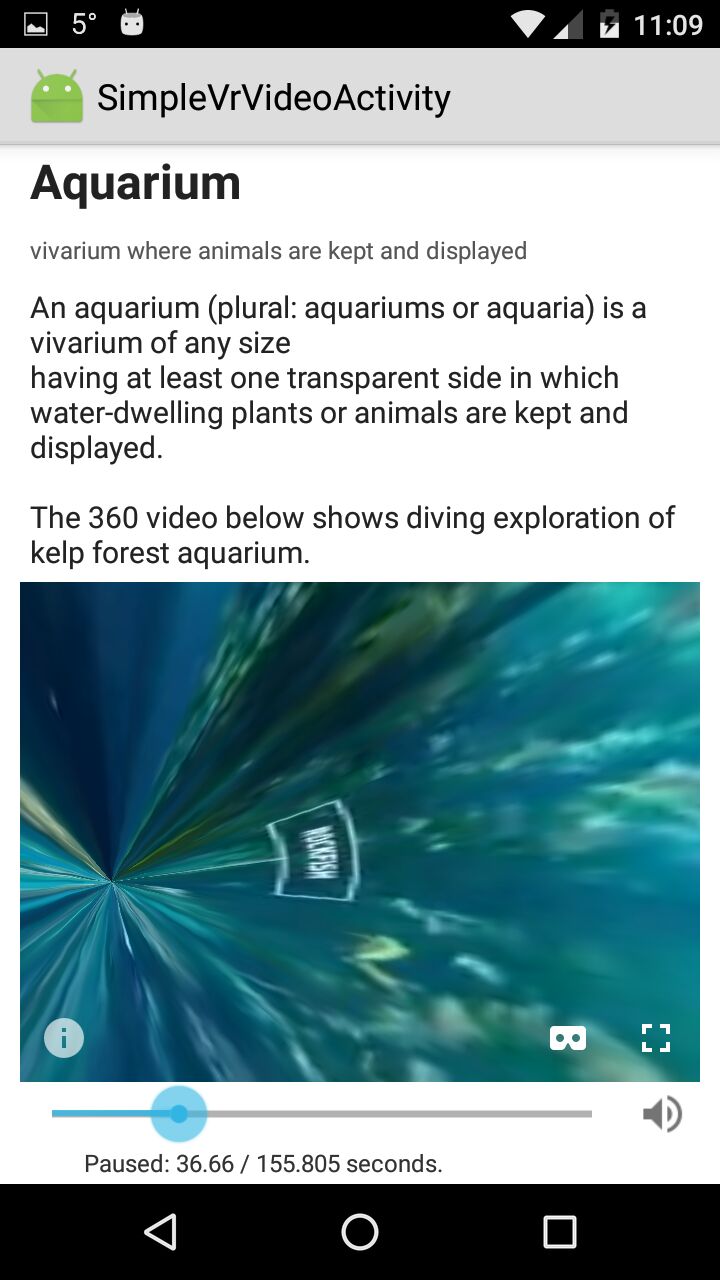 5° 11:09
SimpleVrVideoActivity
Aquarium
vivarium where animals are kept and displayed
An aquarium (plural: aquariums or aquaria) is a
vivarium of any size
having at least one transparent side in which
water-dwelling plants or animals are kept and
displayed.
The 360 video below shows diving exploration of
kelp forest aquarium.
Paused: 36.66 / 155.805 seconds.